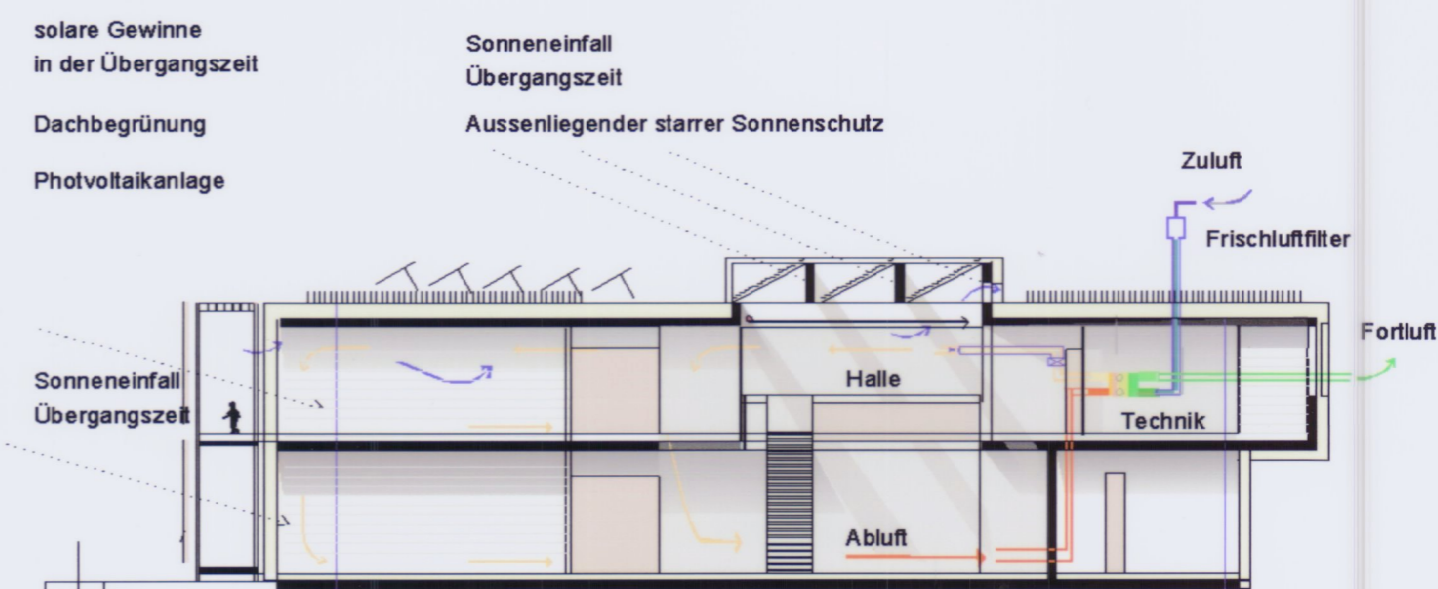 solare Gewinne
in der Übergangszeit
Dachbegrünung
Photvoltaikanlage
Sonneneinfall
Übergangszeit
Aussenliegender starrer Sonnenschutz
Zuluft
Frischluftfilter
Fortluft
Sonneneinfall
Übergangszeit
Halle
Technik
Abluft